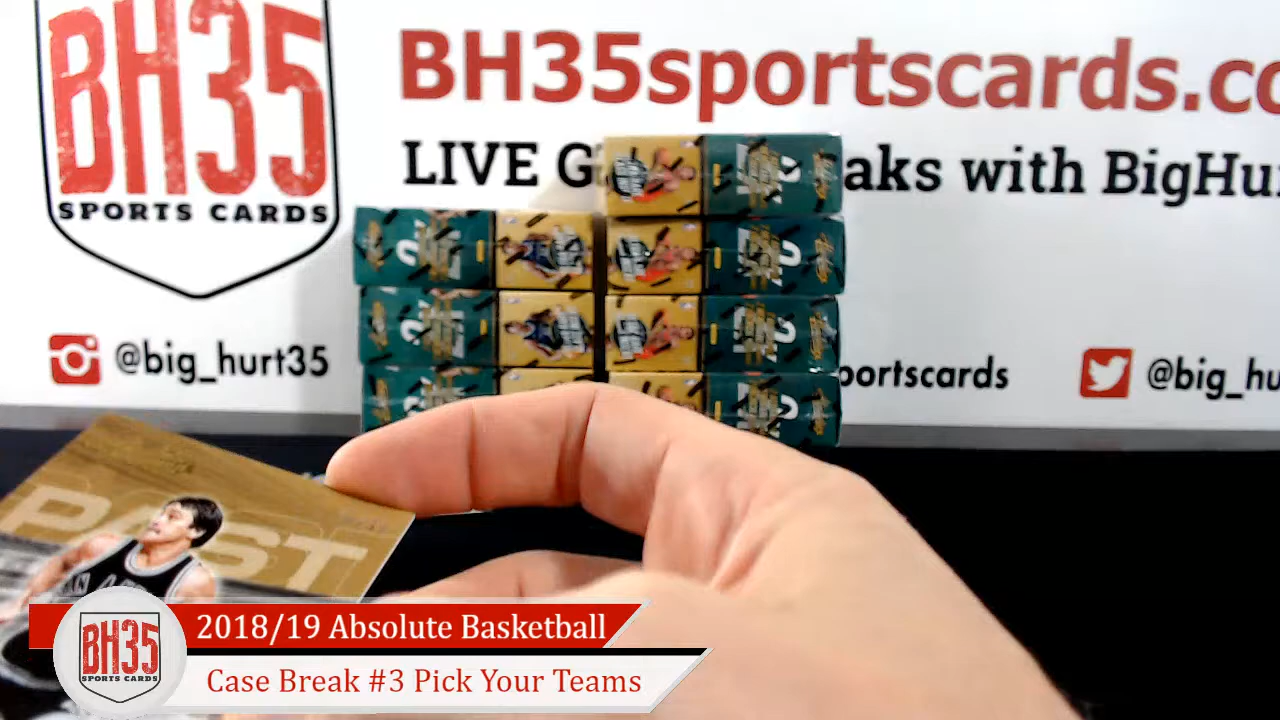 BH35
SPORTS CARDS
BH35sportscards.co
LIVE G
aks with BigHu
@big_hurt35
portscards
@big_hu
PAST
BH35
SPORTS CARDS
2018/19 Absolute Basketball
Case Break #3 Pick Your Teams